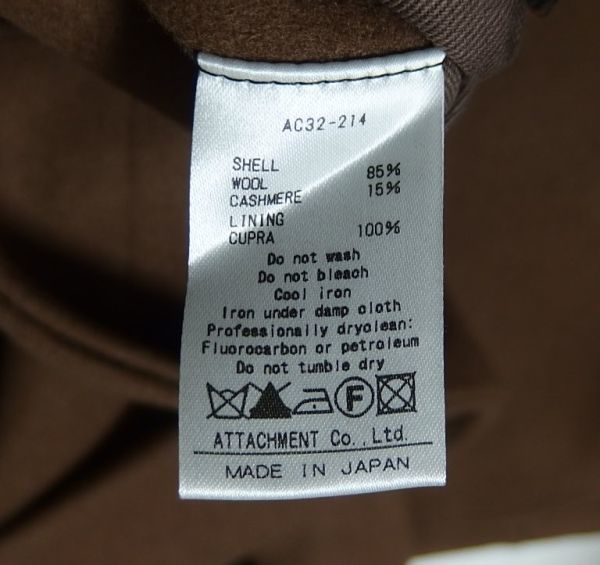 AC32-214
SHELL
WOOL 85%
CASHMERE 15%
LINING
CUPRA 100%
Do not wash
Do not bleach
Cool iron
Iron under damp cloth
Professionally dryclean:
Fluorocarbon or petroleum
Do not tumble dry
F
ATTACHMENT Co.,Ltd.
MADE IN JAPAN